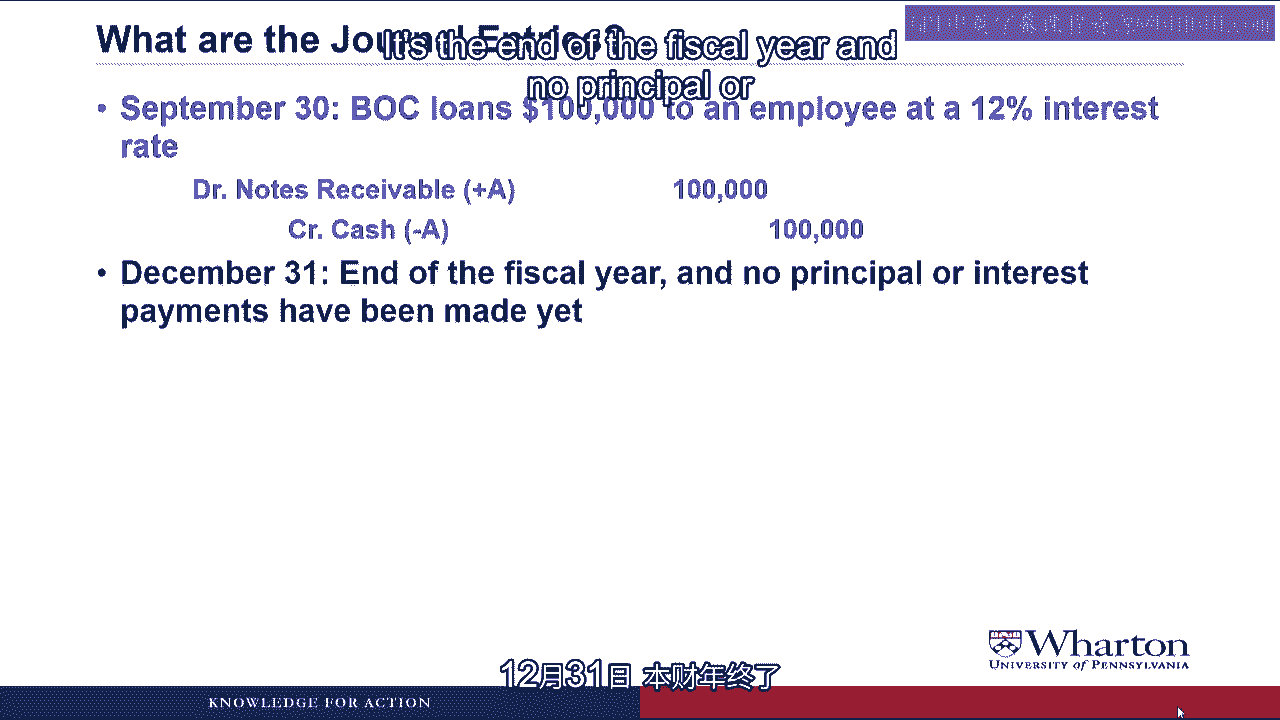 What are the Journal Entries?
It's the end of the fiscal year and
no principal or
• September 30: BOC loans $100,000 to an employee at a 12% interest
rate
Dr. Notes Receivable (+A) 100,000
Cr. Cash (-A) 100,000
• December 31: End of the fiscal year, and no principal or interest
payments have been made yet
Wharton
UNIVERSITY of PENNSYLVANIA
12月31日 本财年终了
KNOWLEDGE FOR ACTION